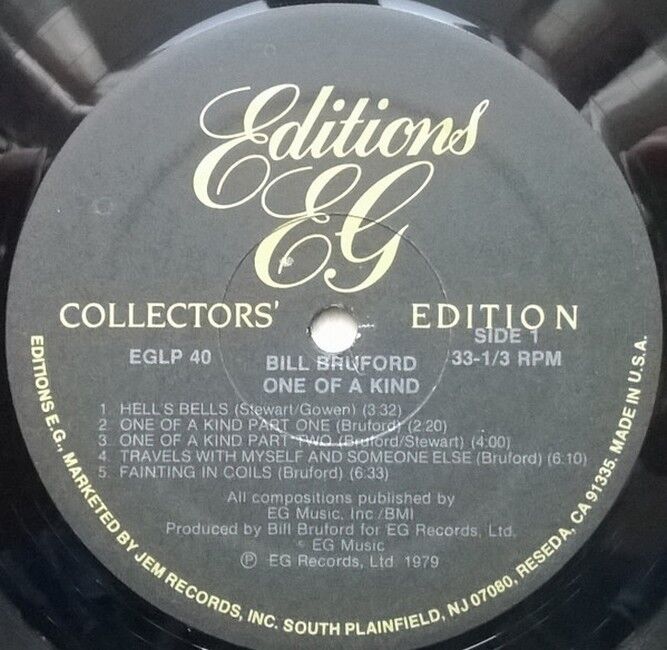 Editions
EG
COLLECTORS' EDITION
SIDE 1
EGLP 40
33-1/3 RPM
BILL BRUFORD
ONE OF A KIND
1 HELL'S BELLS (Stewart/Gowen) (3:32)
2 ONE OF A KIND PART ONE (Bruford) (2:20)
3 ONE OF A KIND PART TWO (Bruford/Stewart) (4:00)
4. TRAVELS WITH MYSELF AND SOMEONE ELSE (Bruford) (6:10)
5. FAINTING IN COILS (Bruford) (6:33)
All compositions published by
EG Music, Inc./BMI
Produced by Bill Bruford for EG Records, Ltd.
EG Music
Ⓟ EG Records, Ltd 1979
EDITIONS E.G., MARKETED BY JEM RECORDS, INC. SOUTH PLAINFIELD, NJ 07080, RESEDA, CA 91335. MADE IN U.S.A.